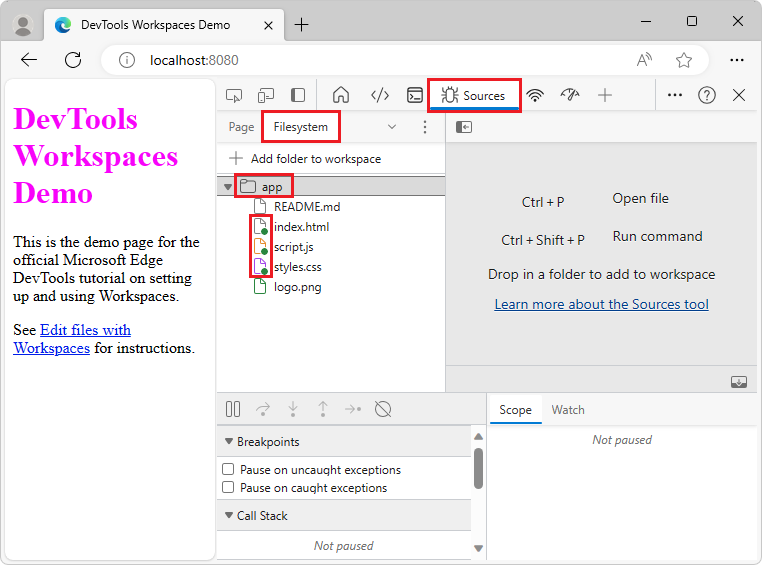 DevTools Workspaces Demo
localhost:8080
DevTools
Workspaces
Demo
This is the demo page for the
official Microsoft Edge
DevTools tutorial on setting
up and using Workspaces.
See Edit files with
Workspaces for instructions.
Sources
Page
Filesystem
Add folder to workspace
app
README.md
index.html
script.js
styles.css
logo.png
Ctrl + P Open file
Ctrl + Shift + P Run command
Drop in a folder to add to workspace
Learn more about the Sources tool
Breakpoints
Pause on uncaught exceptions
Pause on caught exceptions
Call Stack
Not paused
Scope
Watch
Not paused